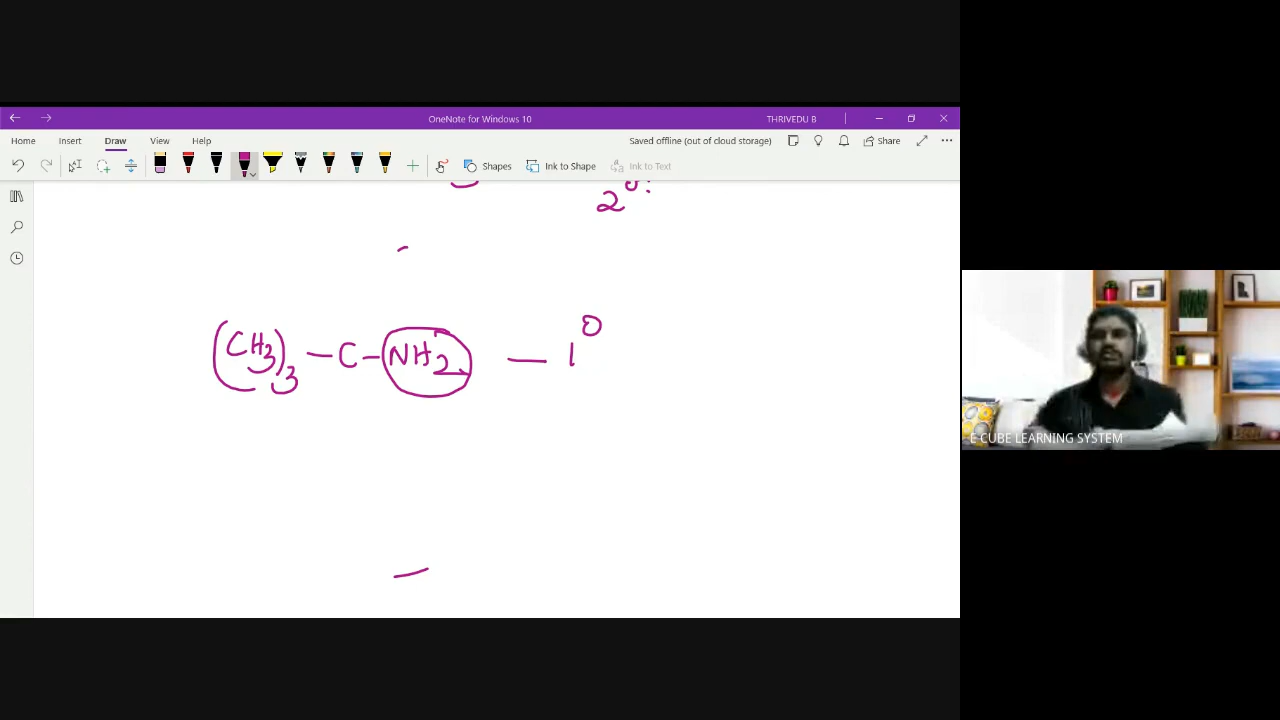 OneNote for Windows 10
THRIVEDU B
Home Insert Draw View Help
Saved offline (out of cloud storage)
Share
Shapes
Ink to Shape
Ink to Text
2°:
(CH3)3 — C — NH2 — 1°
E CUBE LEARNING SYSTEM